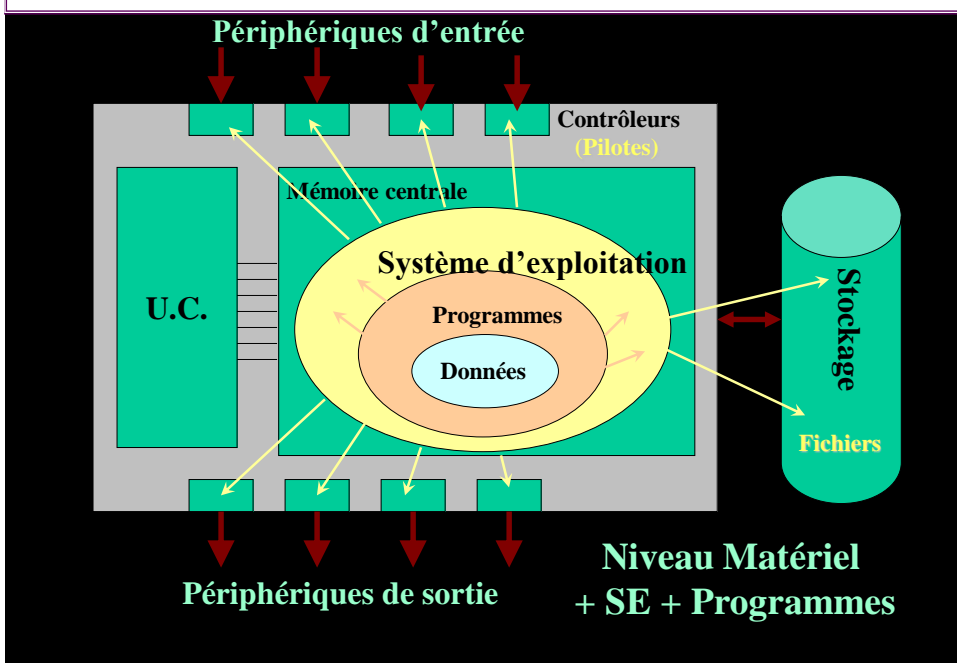 Périphériques d'entrée
Contrôleurs
(Pilotes)
Mémoire centrale
Système d'exploitation
U.C.
Programmes
Données
Stockage
Fichiers
Périphériques de sortie
Niveau Matériel
+ SE + Programmes